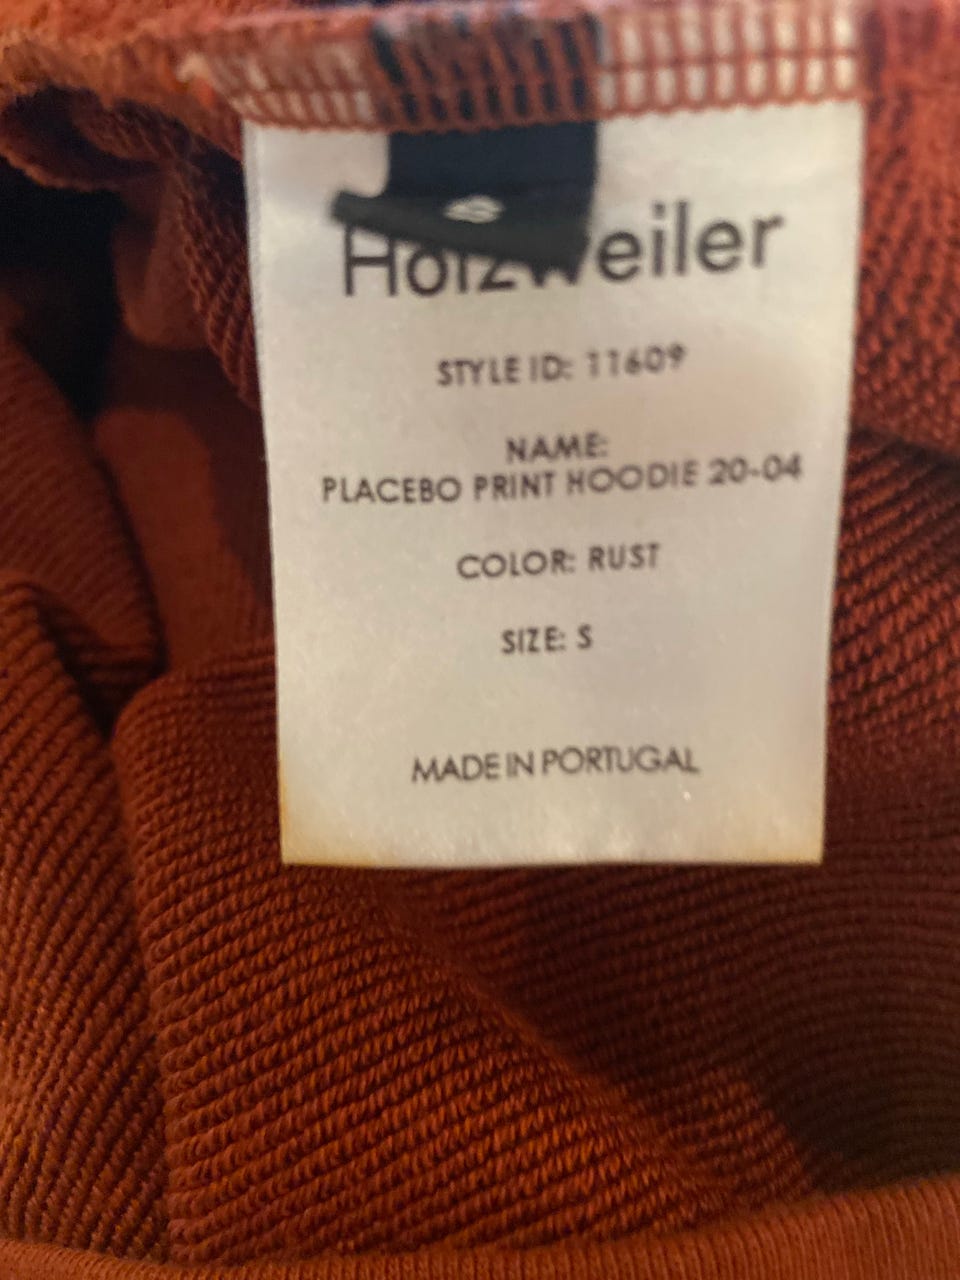 Holzweiler
STYLE ID: 11609
NAME:
PLACEBO PRINT HOODIE 20-04
COLOR: RUST
SIZE: S
MADE IN PORTUGAL